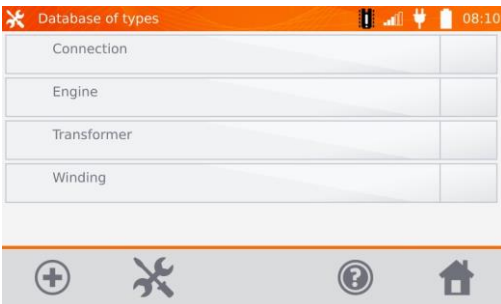 Database of types
08:10
Connection
Engine
Transformer
Winding